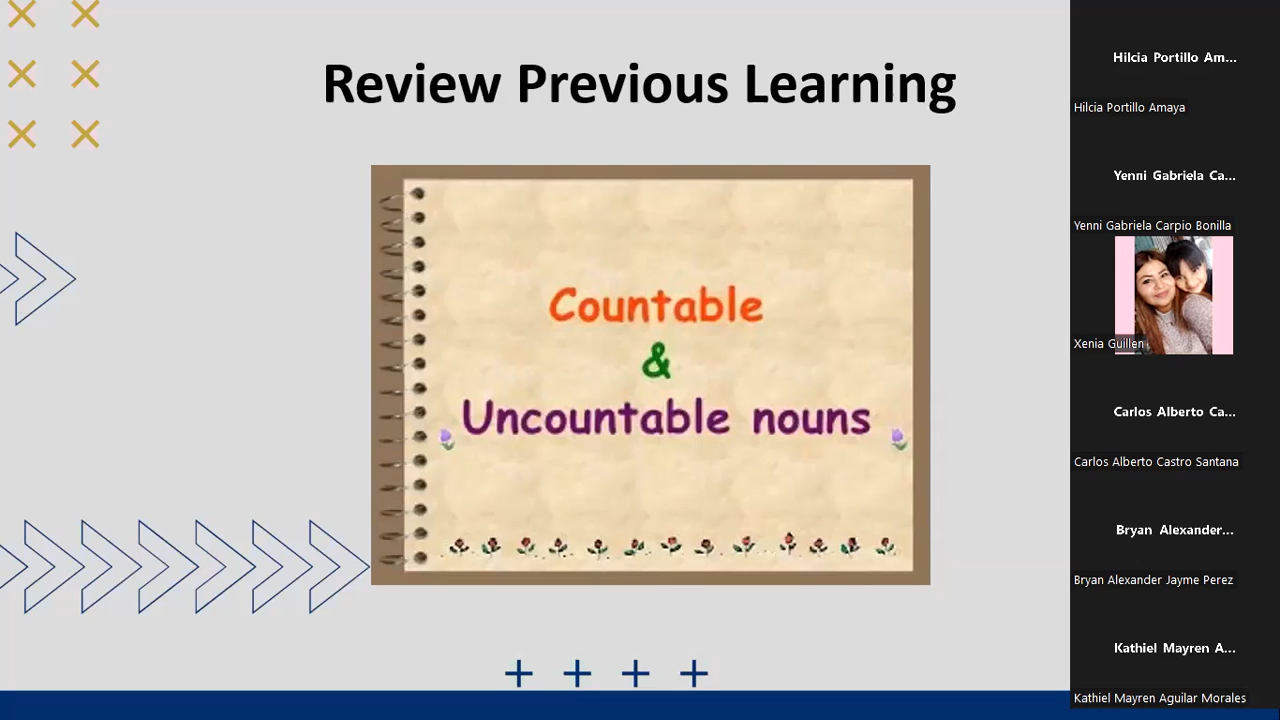 Review Previous Learning
Countable
&
Uncountable nouns
Hilcia Portillo Am...
Hilcia Portillo Amaya
Yenni Gabriela Ca...
Yenni Gabriela Carpio Bonilla
Xenia Guillen
Carlos Alberto Ca...
Carlos Alberto Castro Santana
Bryan Alexander...
Bryan Alexander Jayme Perez
Kathiel Mayren A...
Kathiel Mayren Aguilar Morales